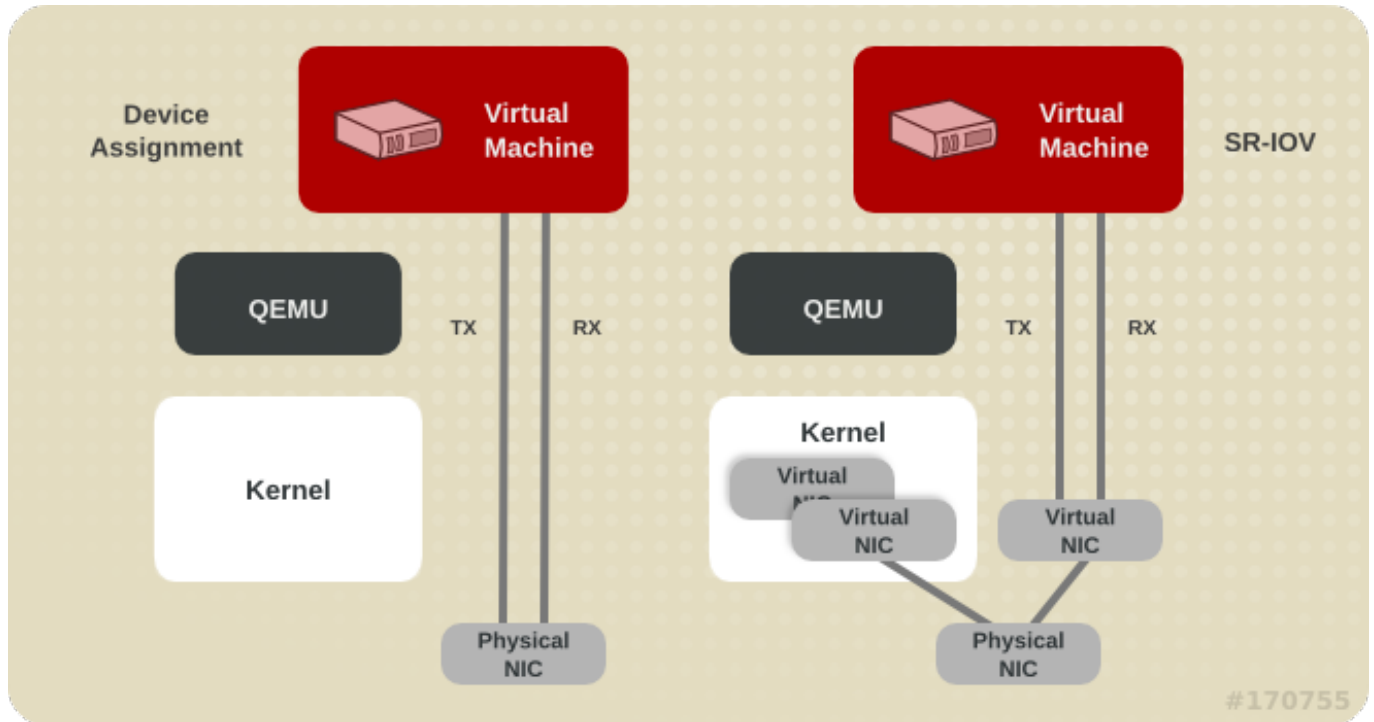 Device
Assignment
Virtual
Machine
QEMU
TX
RX
Kernel
Physical
NIC
Virtual
Machine
SR-IOV
QEMU
TX
RX
Kernel
Virtual
NIC
Virtual
NIC
Virtual
NIC
Physical
NIC
#170755